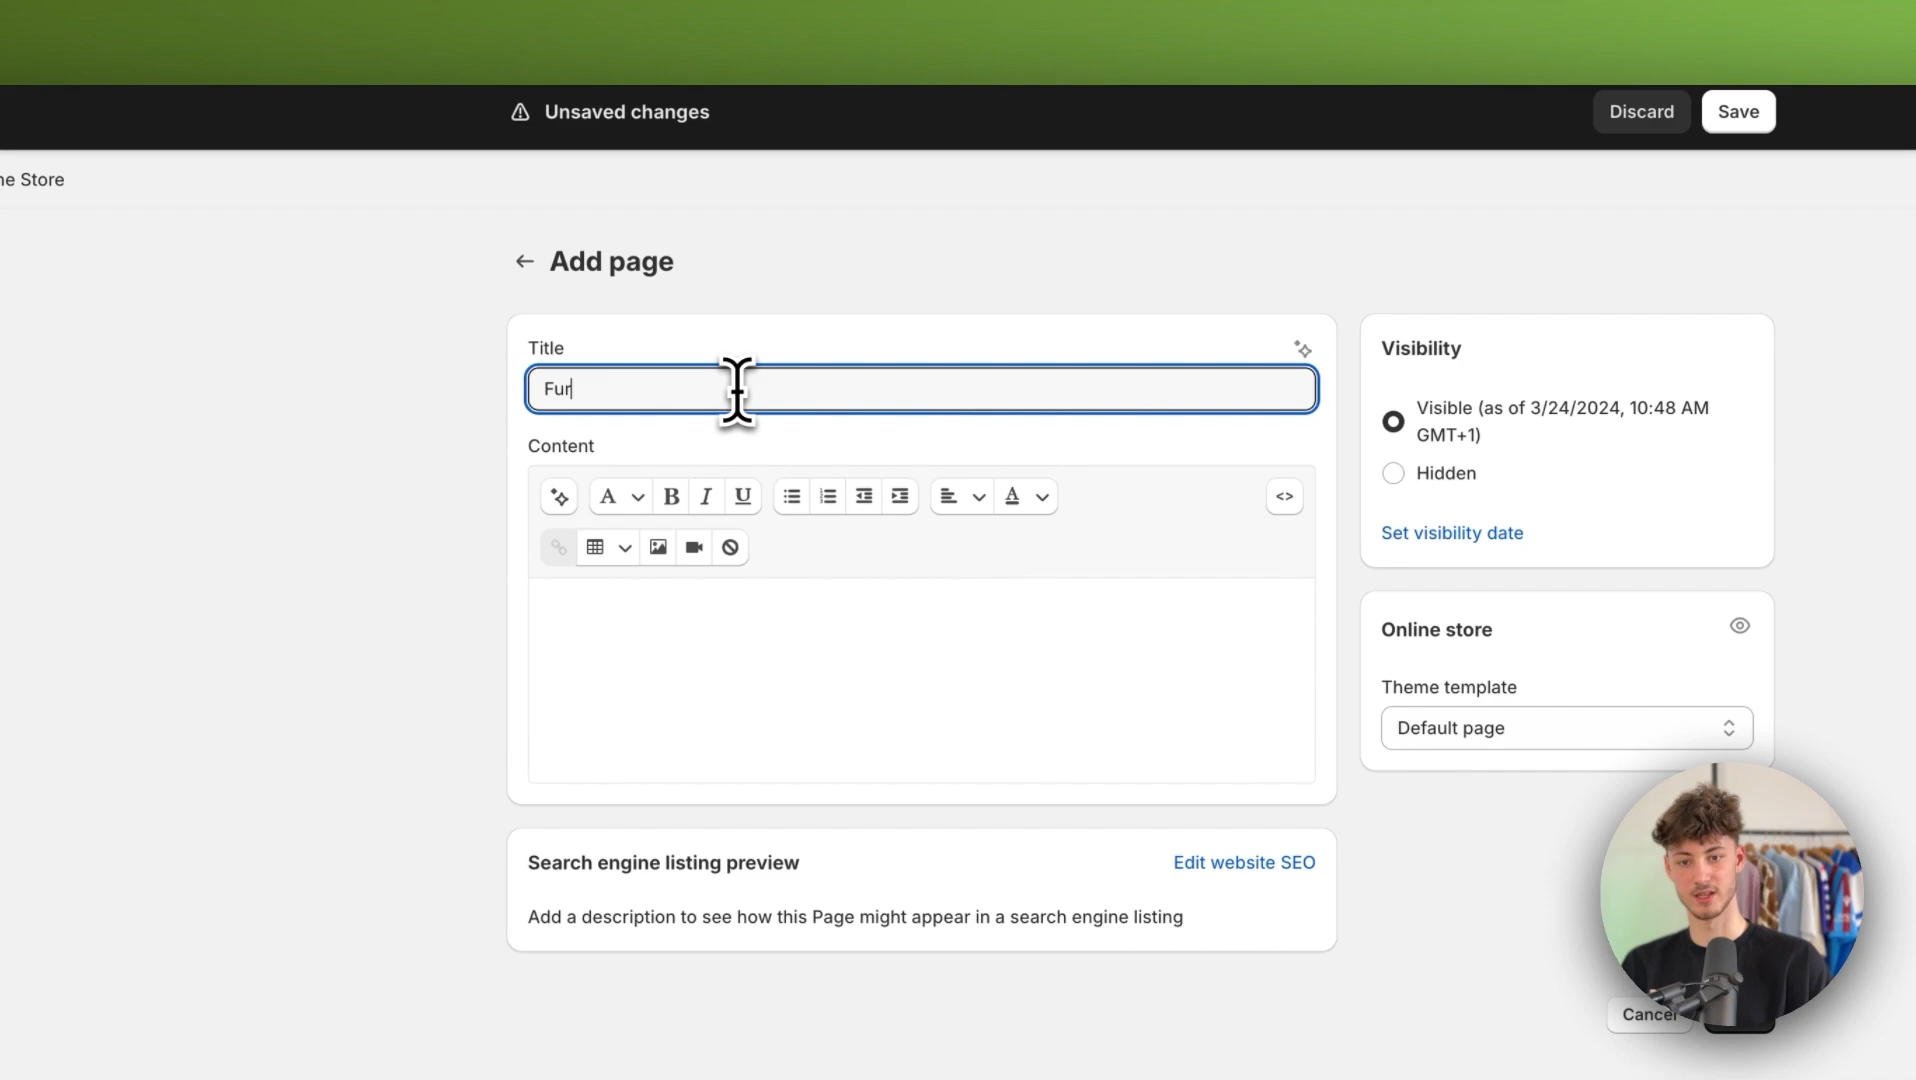 Unsaved changes
Discard
Save
ne Store
Add page
Title
Fur
Content
A
B
I
U
A
<>
Visibility
Visible (as of 3/24/2024, 10:48 AM
GMT+1)
Hidden
Set visibility date
Online store
Theme template
Default page
Search engine listing preview
Edit website SEO
Add a description to see how this Page might appear in a search engine listing
Cancel